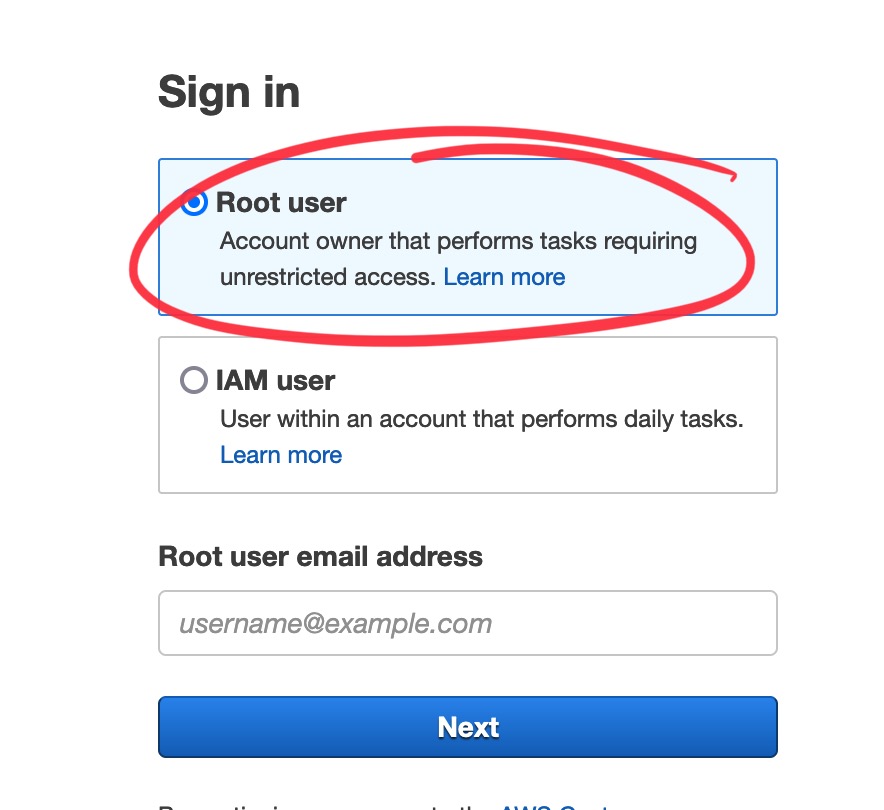 Sign in
Root user
Account owner that performs tasks requiring
unrestricted access. Learn more
IAM user
User within an account that performs daily tasks.
Learn more
Root user email address
username@example.com
Next